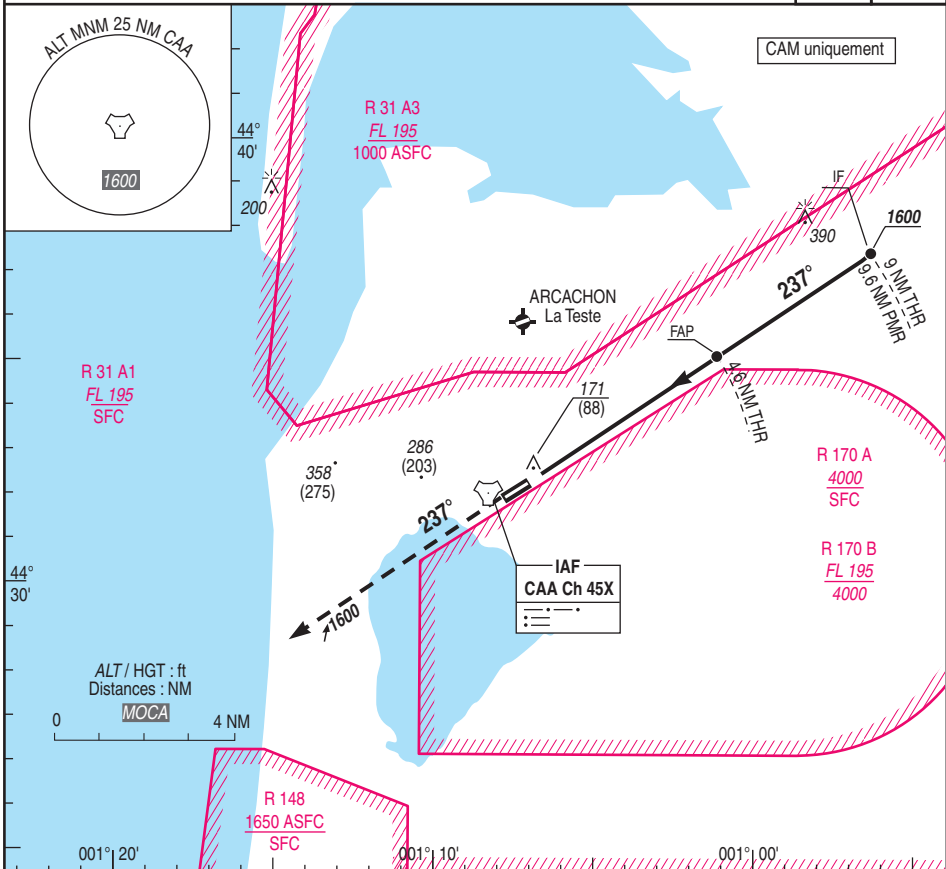 ALT MNM 25 NM CAA
1600
CAM uniquement
44°
40'
R 31 A3
FL 195
1000 ASFC
200
IF
390
1600
237°
9 NM THR
9.6 NM PMR
ARCACHON
La Teste
FAP
4.6 NM THR
R 31 A1
FL 195
SFC
171
(88)
286
(203)
358
(275)
R 170 A
4000
SFC
237°
R 170 B
FL 195
4000
IAF
CAA Ch 45X
44°
30'
1600
ALT / HGT : ft
Distances : NM
MOCA
0 4 NM
R 148
1650 ASFC
SFC
001° 20' 001° 10' 001° 00'